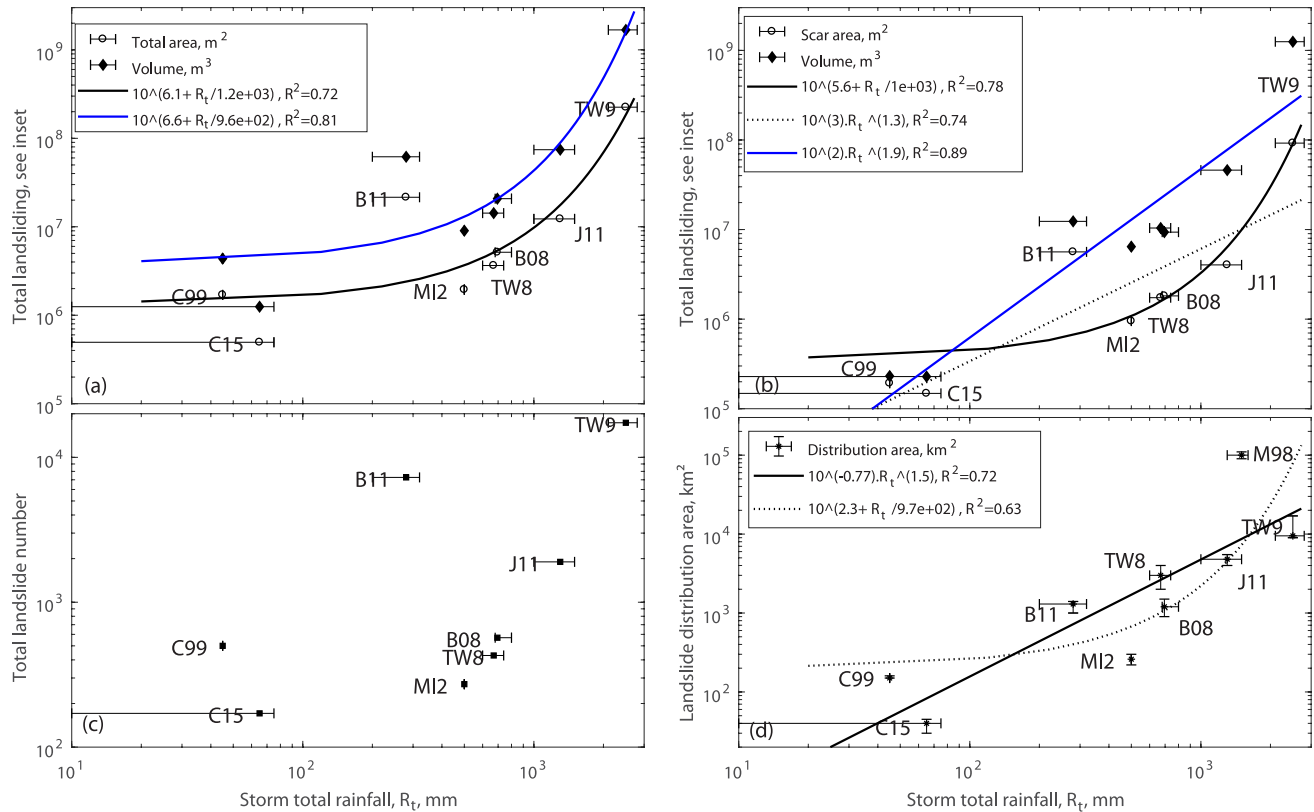 Total area, m²
Volume, m³
10^(6.1+ R_t /1.2e+03) , R²=0.72
10^(6.6+ R_t /9.6e+02) , R²=0.81
10⁹
10⁸
10⁷
10⁶
10⁵
Total landsliding, see inset
TW9
B11
J11
B08
TW8
MI2
C99
C15
(a)
Scar area, m²
Volume, m³
10^(5.6+ R_t /1e+03) , R²=0.78
10^(3).R_t ^(1.3), R²=0.74
10^(2).R_t ^(1.9), R²=0.89
10⁹
10⁸
10⁷
10⁶
10⁵
Total landsliding, see inset
TW9
B11
J11
B08
TW8
MI2
C99
C15
(b)
10⁴
10³
10²
Total landslide number
TW9
B11
J11
C99
B08
TW8
MI2
C15
(c)
10¹
10²
10³
Storm total rainfall, R_t, mm
Distribution area, km²
10^(-0.77).R_t ^(1.5), R²=0.72
10^(2.3+ R_t /9.7e+02) , R²=0.63
10⁵
10⁴
10³
10²
Landslide distribution area, km²
M98
TW9
TW8
J11
B11
B08
MI2
C99
C15
(d)
10¹
10²
10³
Storm total rainfall, R_t, mm